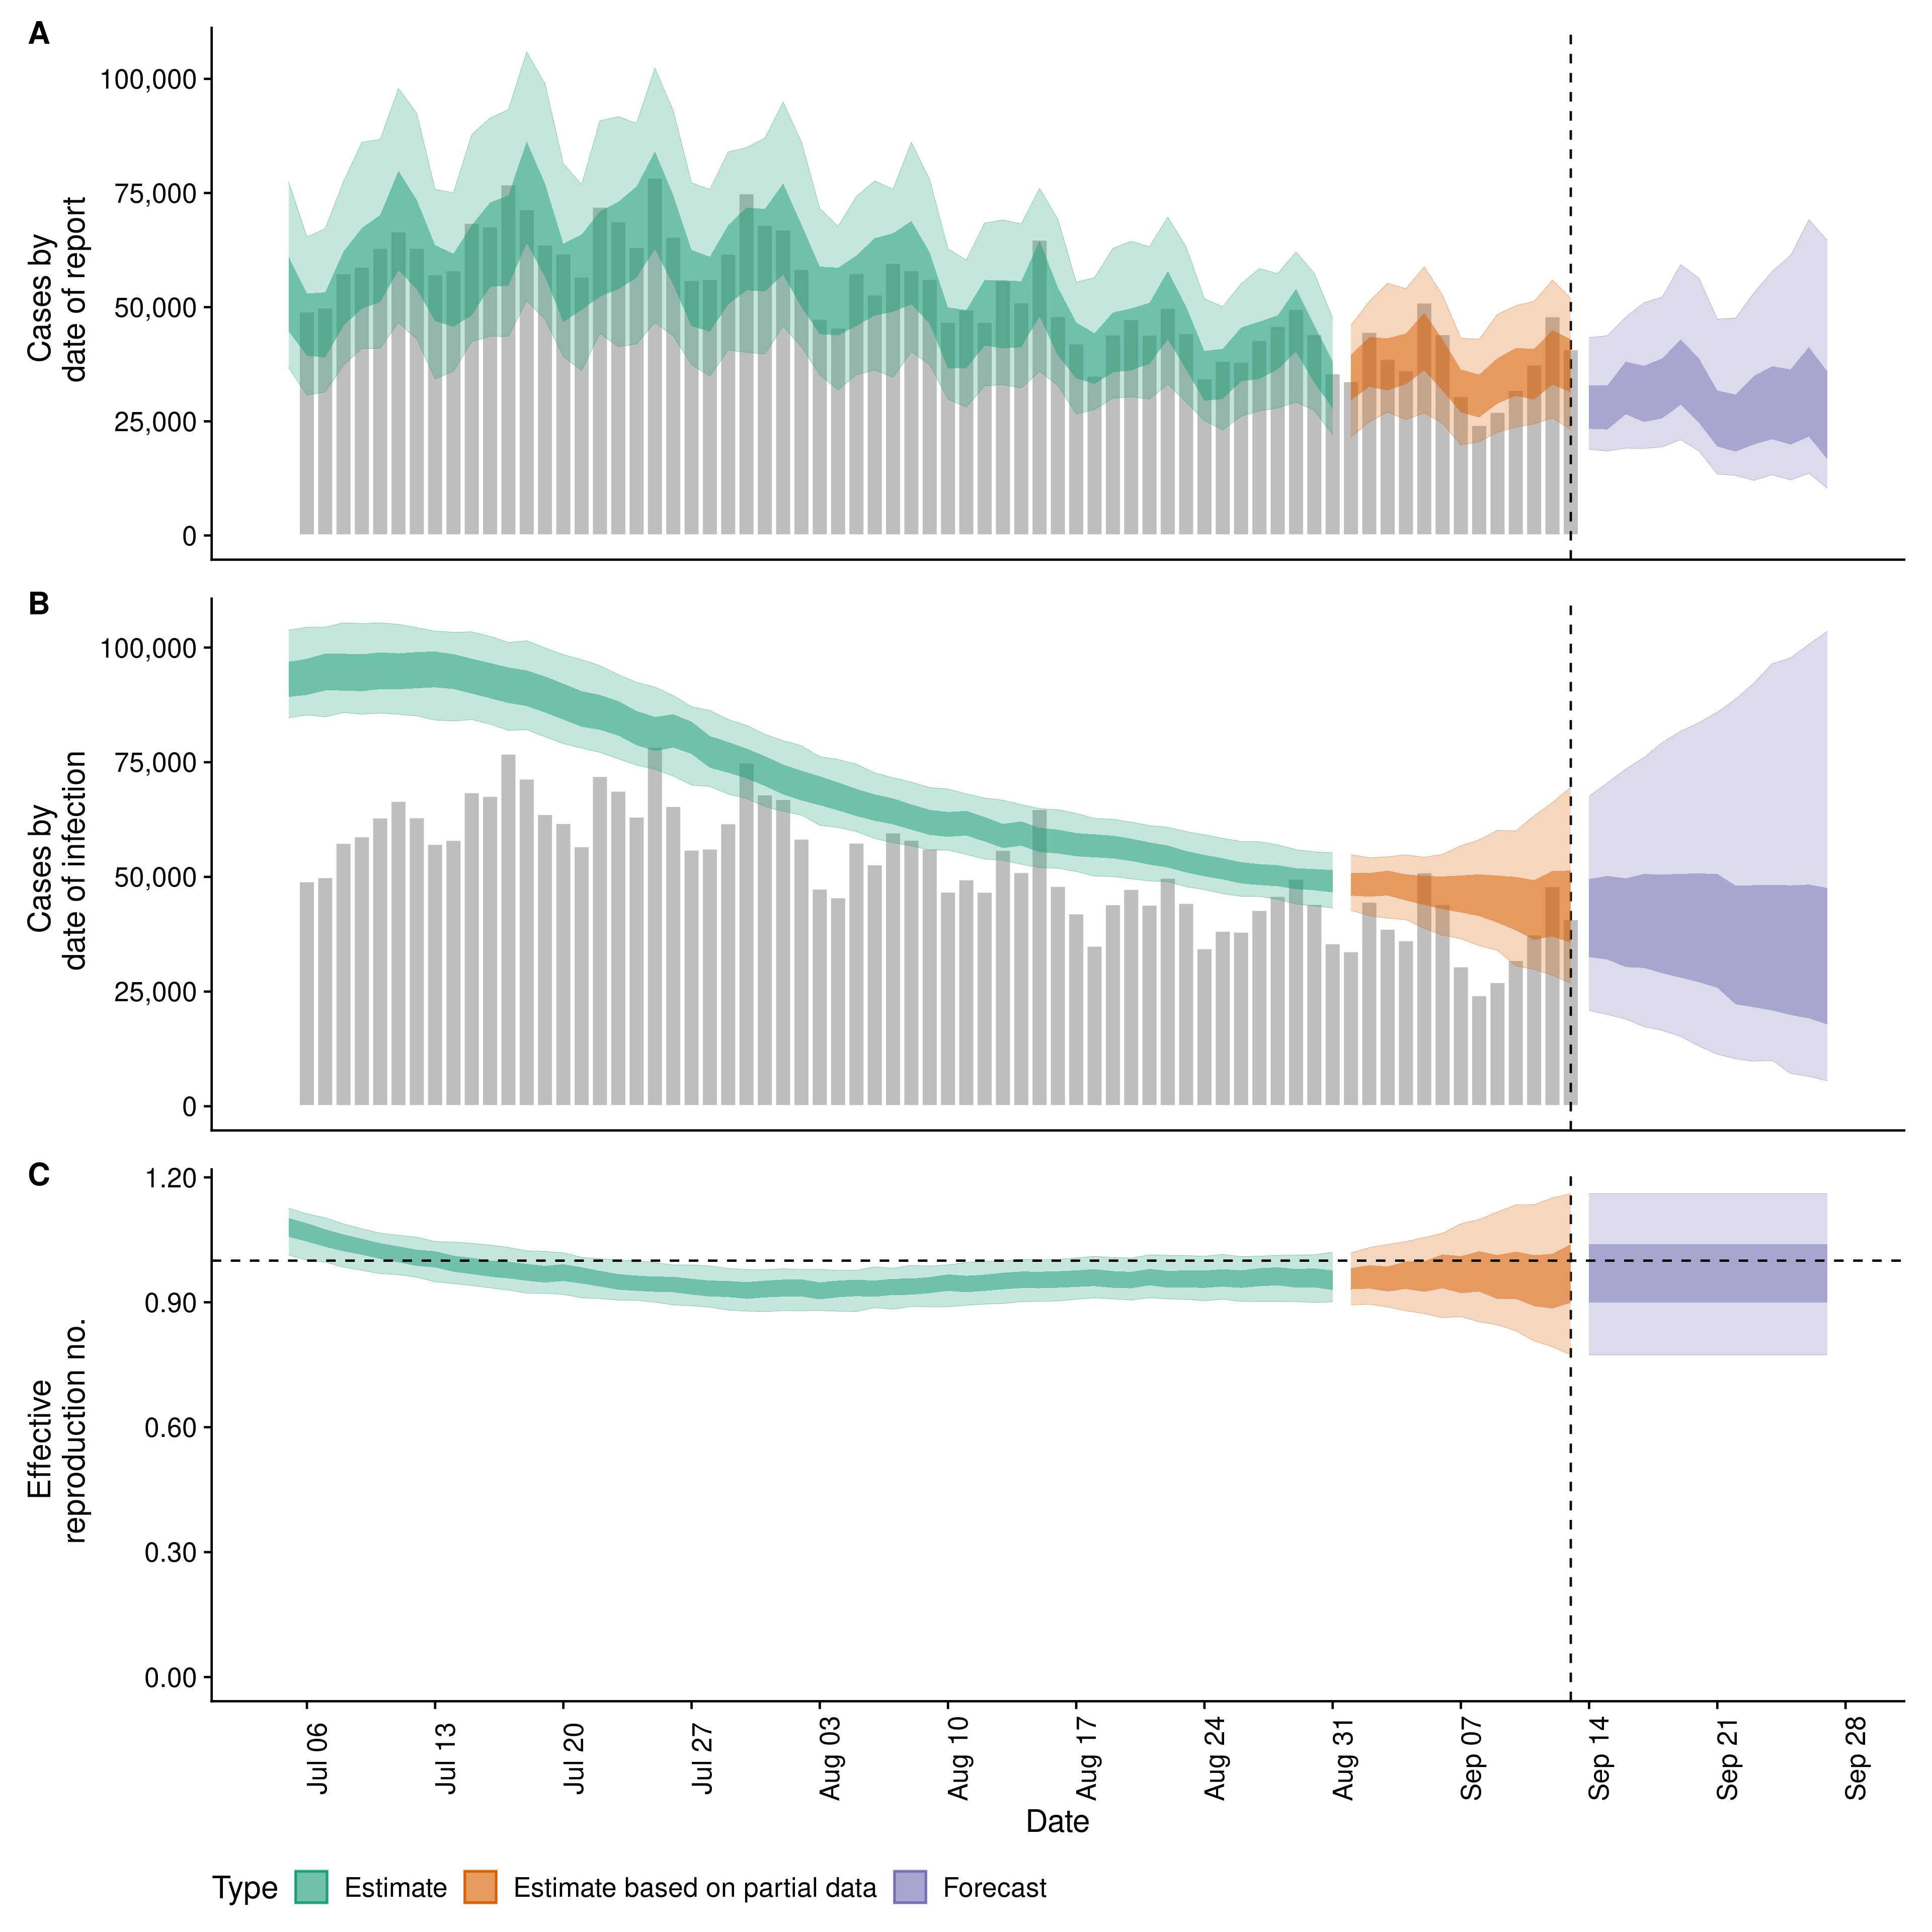 A
100,000
75,000
50,000
25,000
0
Cases by
date of report
B
100,000
75,000
50,000
25,000
0
Cases by
date of infection
C
1.20
0.90
0.60
0.30
0.00
Effective
reproduction no.
Jul 06
Jul 13
Jul 20
Jul 27
Aug 03
Aug 10
Aug 17
Aug 24
Aug 31
Sep 07
Sep 14
Sep 21
Sep 28
Date
Type Estimate Estimate based on partial data Forecast